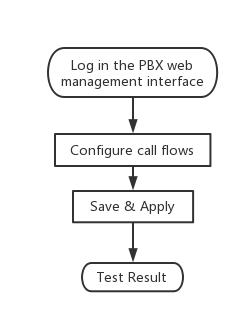 Log in the PBX web
management interface
Configure call flows
Save & Apply
Test Result